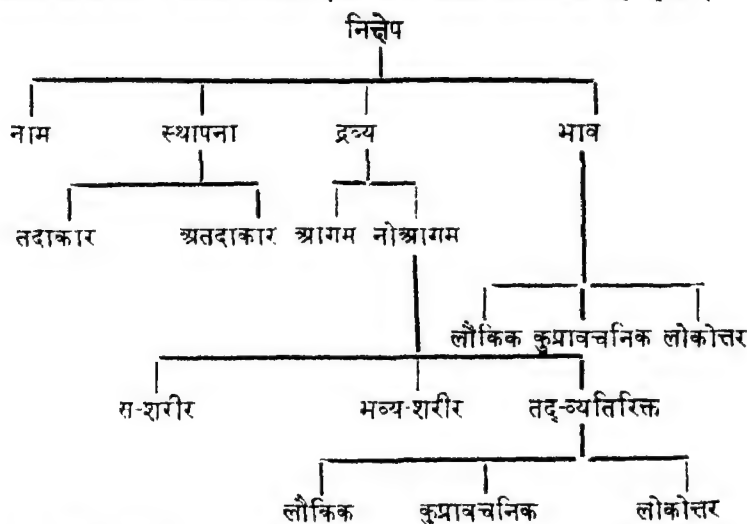 निक्षेप
नाम स्थापना द्रव्य भाव
तदाकार अतदाकार आगम नोआगम
लौकिक कुप्रावचनिक लोकोत्तर
स-शरीर भव्य-शरीर तद्-व्यतिरिक्त
लौकिक कुप्रावचनिक लोकोत्तर